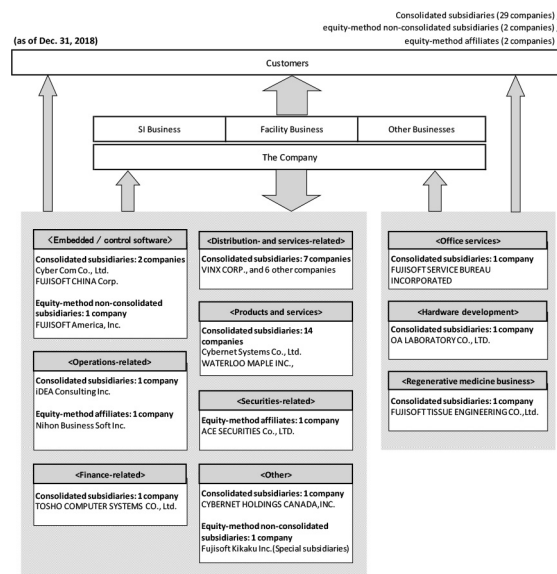 Consolidated subsidiaries (29 companies)
equity-method non-consolidated subsidiaries (2 companies) ,
equity-method affiliates (2 companies)
(as of Dec. 31, 2018)
Customers
SI Business
Facility Business
Other Businesses
The Company
<Embedded / control software>
Consolidated subsidiaries: 2 companies
Cyber Com Co., Ltd.
FUJISOFT CHINA Corp.
Equity-method non-consolidated
subsidiaries: 1 company
FUJISOFT America, Inc.
<Operations-related>
Consolidated subsidiaries: 1 company
iDEA Consulting Inc.
Equity-method affiliates: 1 company
Nihon Business Soft Inc.
<Finance-related>
Consolidated subsidiaries: 1 company
TOSHO COMPUTER SYSTEMS CO., Ltd.
<Distribution- and services-related>
Consolidated subsidiaries: 7 companies
VINX CORP., and 6 other companies
<Products and services>
Consolidated subsidiaries: 14
companies
Cybernet Systems Co., Ltd.
WATERLOO MAPLE INC.,
<Securities-related>
Equity-method affiliates: 1 company
ACE SECURITIES Co., LTD.
<Other>
Consolidated subsidiaries: 1 company
CYBERNET HOLDINGS CANADA,INC.
Equity-method non-consolidated
subsidiaries: 1 company
Fujisoft Kikaku Inc.(Special subsidiaries)
<Office services>
Consolidated subsidiaries: 1 company
FUJISOFT SERVICE BUREAU
INCORPORATED
<Hardware development>
Consolidated subsidiaries: 1 company
OA LABORATORY CO., LTD.
<Regenerative medicine business>
Consolidated subsidiaries: 1 company
FUJISOFT TISSUE ENGINEERING CO.,Ltd.